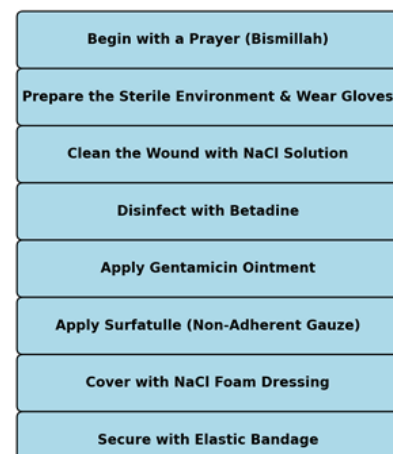 Begin with a Prayer (Bismillah)
Prepare the Sterile Environment & Wear Gloves
Clean the Wound with NaCl Solution
Disinfect with Betadine
Apply Gentamicin Ointment
Apply Surfatulle (Non-Adherent Gauze)
Cover with NaCl Foam Dressing
Secure with Elastic Bandage